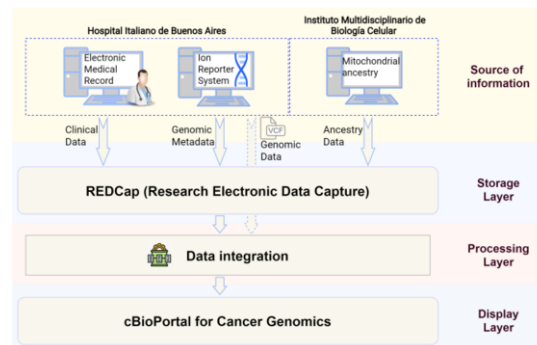 Hospital Italiano de Buenos Aires
Instituto Multidisciplinario de
Biología Celular
Electronic
Medical
Record
Ion
Reporter
System
Mitochondrial
ancestry
Source of
information
Clinical
Data
Genomic
Metadata
VCF
Genomic
Data
Ancestry
Data
REDCap (Research Electronic Data Capture)
Storage
Layer
Data integration
Processing
Layer
cBioPortal for Cancer Genomics
Display
Layer